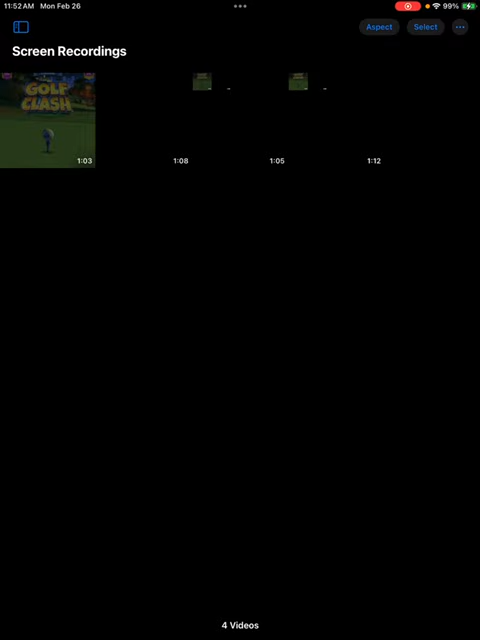 11:52 AM Mon Feb 26
99%
Aspect
Select
Screen Recordings
GOLF
CLASH
1:03
1:08
1:05
1:12
4 Videos